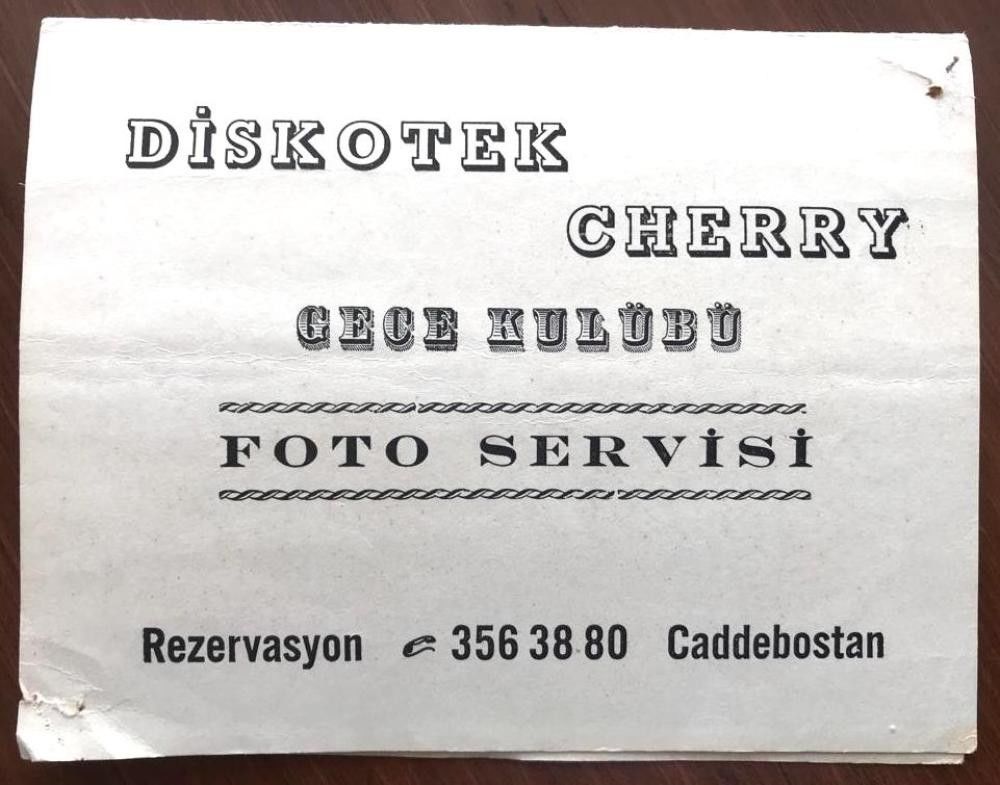 DİSKOTEK
CHERRY
GECE KULÜBÜ
FOTO SERVİSİ
Rezervasyon 356 38 80 Caddebostan